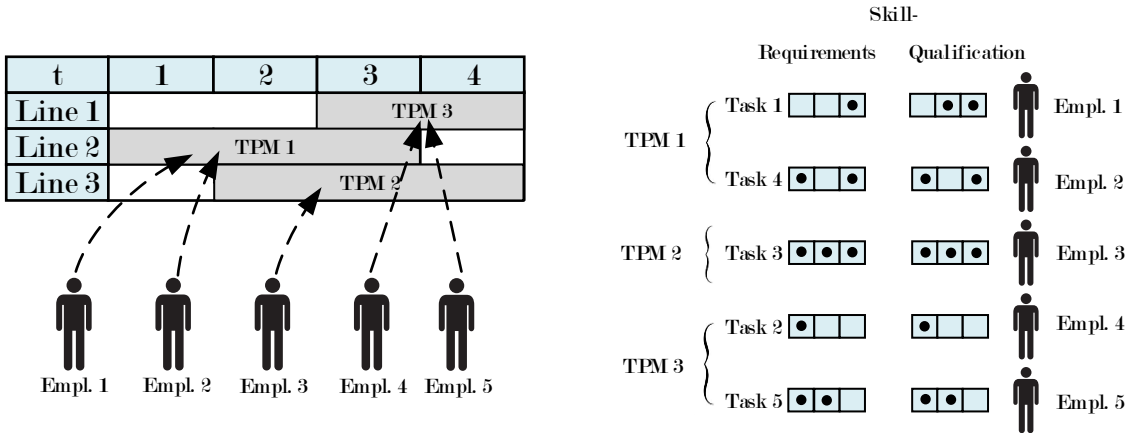 Skill-
Requirements Qualification
t 1 2 3 4
Line 1 TPM 3
Line 2 TPM 1
Line 3 TPM 2
Empl. 1 Empl. 2 Empl. 3 Empl. 4 Empl. 5
TPM 1
Task 1 Empl. 1
Task 4 Empl. 2
TPM 2 Task 3 Empl. 3
TPM 3
Task 2 Empl. 4
Task 5 Empl. 5